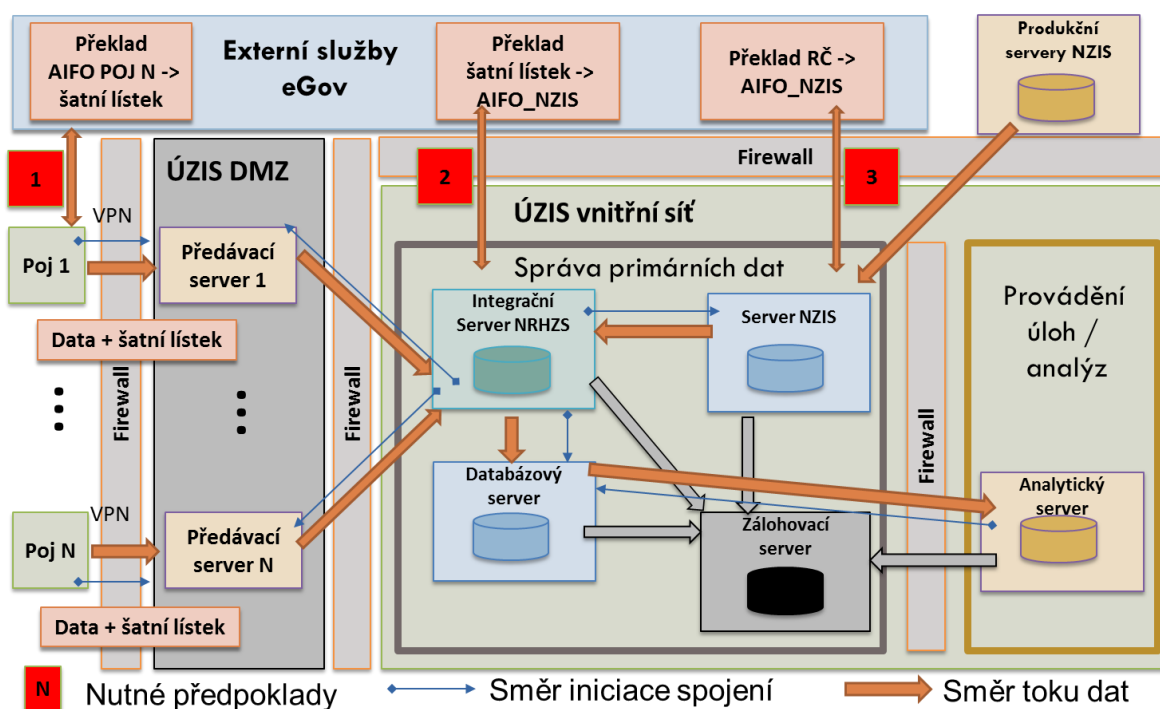 Překlad
AIFO POJ N ->
šatní lístek
Externí služby
eGov
Překlad
šatní lístek ->
AIFO_NZIS
Překlad RČ ->
AIFO_NZIS
Produkční
servery NZIS
Firewall
1
2
3
ÚZIS DMZ
ÚZIS vnitřní síť
VPN
Poj 1
Předávací
server 1
Správa primárních dat
Integrační
Server NRHZS
Server NZIS
Provádění
úloh /
analýz
Data + šatní lístek
Firewall
Firewall
Firewall
Databázový
server
Zálohovací
server
Analytický
server
VPN
Poj N
Předávací
server N
Data + šatní lístek
N
Nutné předpoklady
Směr iniciace spojení
Směr toku dat